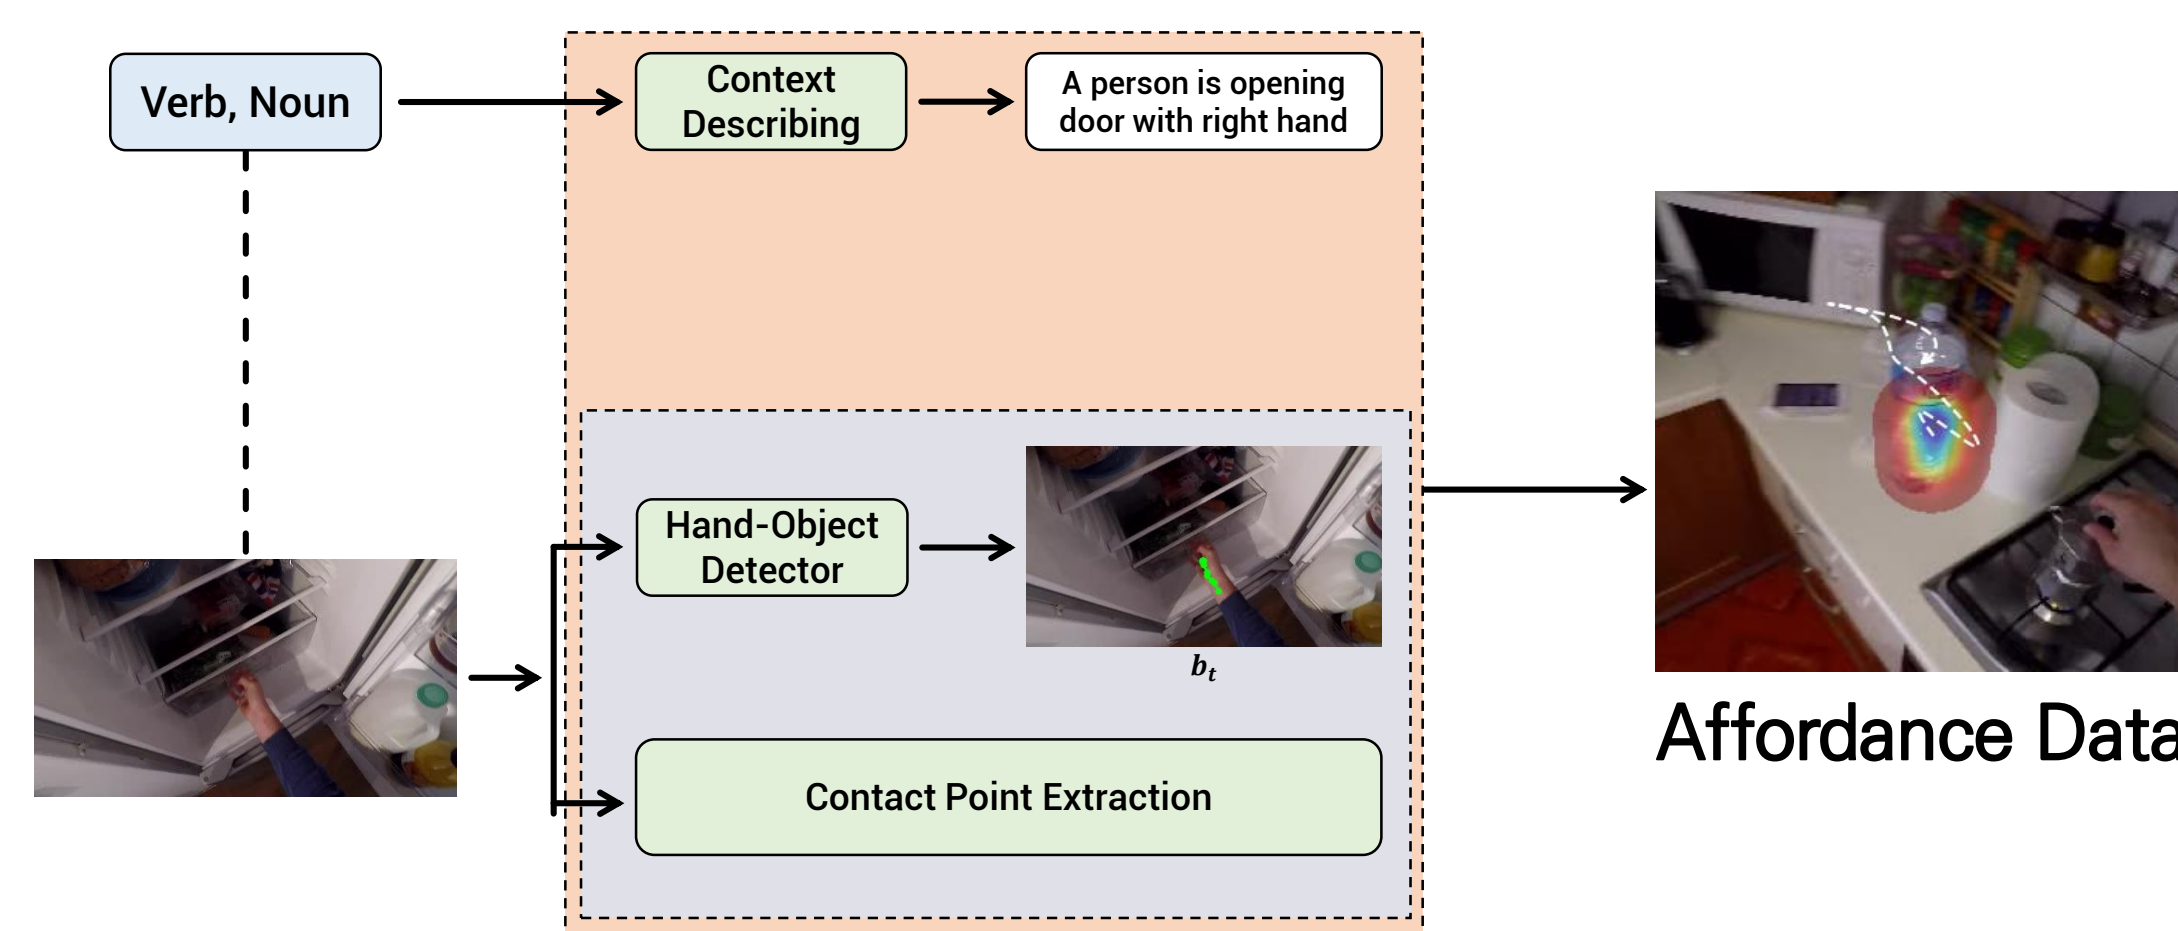 Verb, Noun
Context
Describing
A person is opening
door with right hand
Hand-Object
Detector
b_t
Contact Point Extraction
Affordance Data